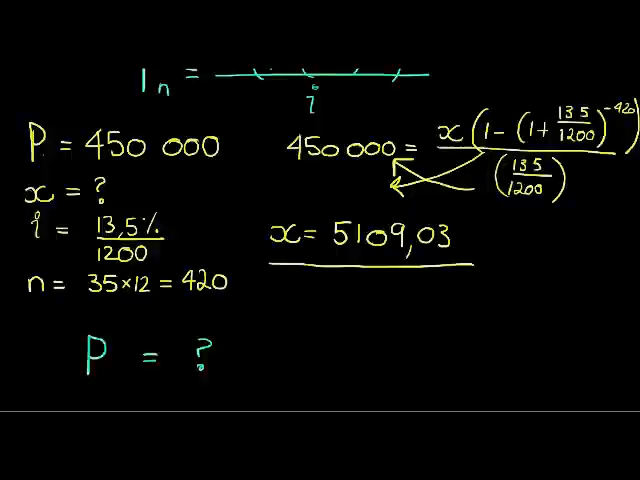 Pn = 
i
P = 450 000
450 000 = x(1 - (1 + 13,5/1200)^-420) / (13,5/1200)
x = ?
i = 13,5% / 1200
x = 5109,03
n = 35 × 12 = 420
P = ?